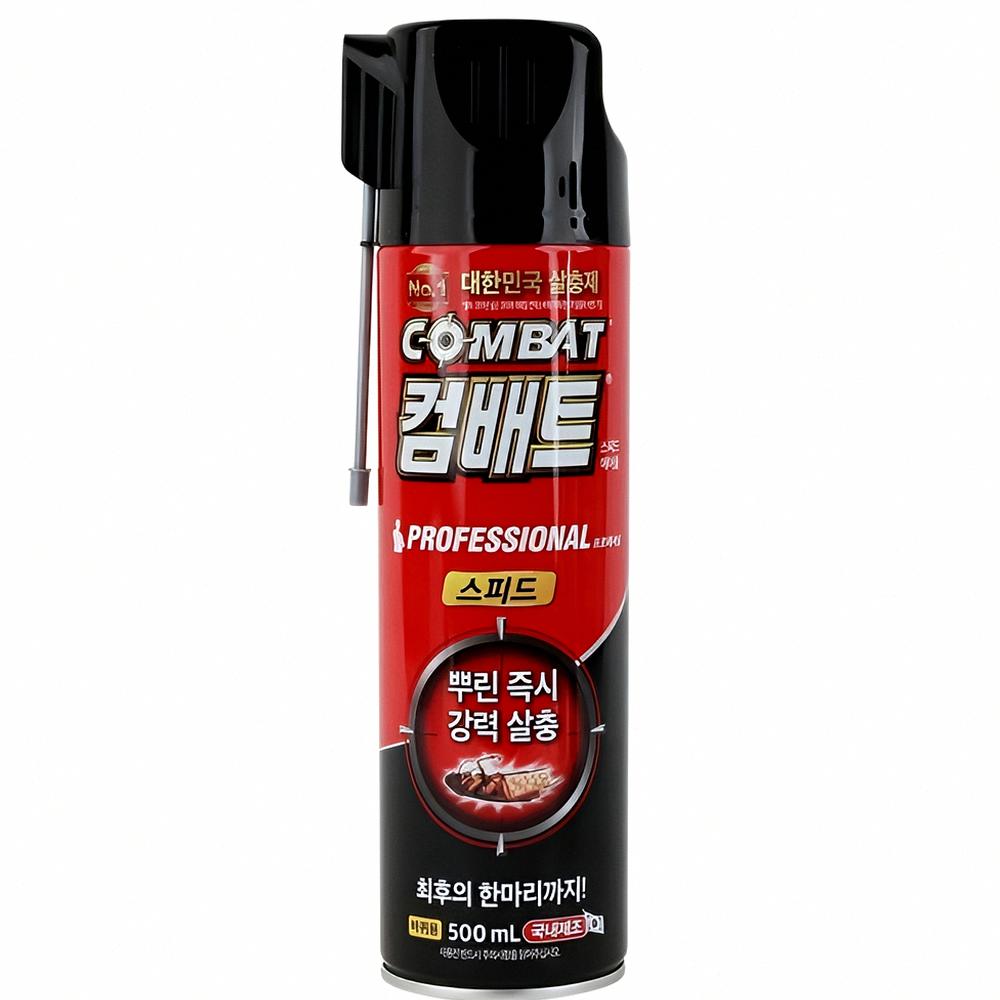 No.1 대한민국 살충제
COMBAT
컴배트
PROFESSIONAL
스피드
뿌린 즉시
강력 살충
최후의 한마리까지!
500 mL 국내제조